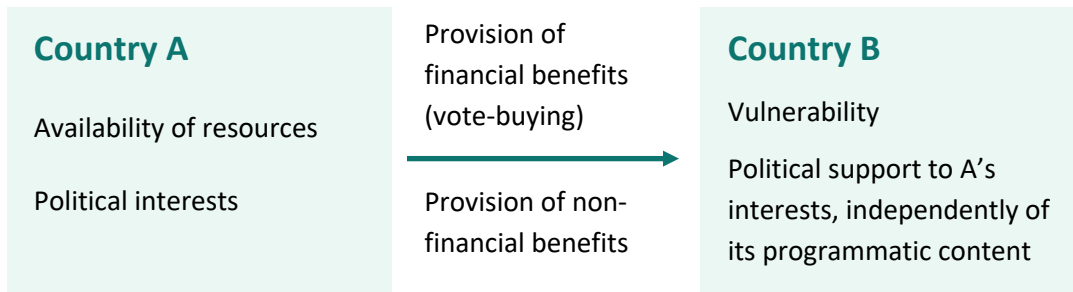 Country A
Availability of resources
Political interests
Provision of
financial benefits
(vote-buying)
Provision of non-
financial benefits
Country B
Vulnerability
Political support to A’s
interests, independently of
its programmatic content